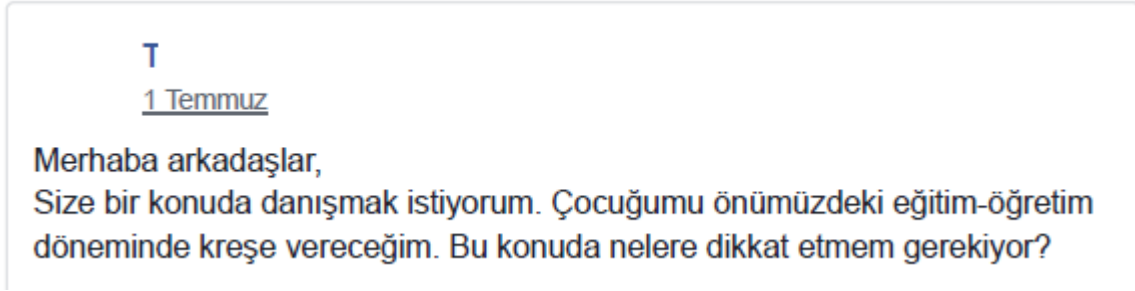 T
1 Temmuz
Merhaba arkadaşlar,
Size bir konuda danışmak istiyorum. Çocuğumu önümüzdeki eğitim-öğretim
döneminde kreşe vereceğim. Bu konuda nelere dikkat etmem gerekiyor?